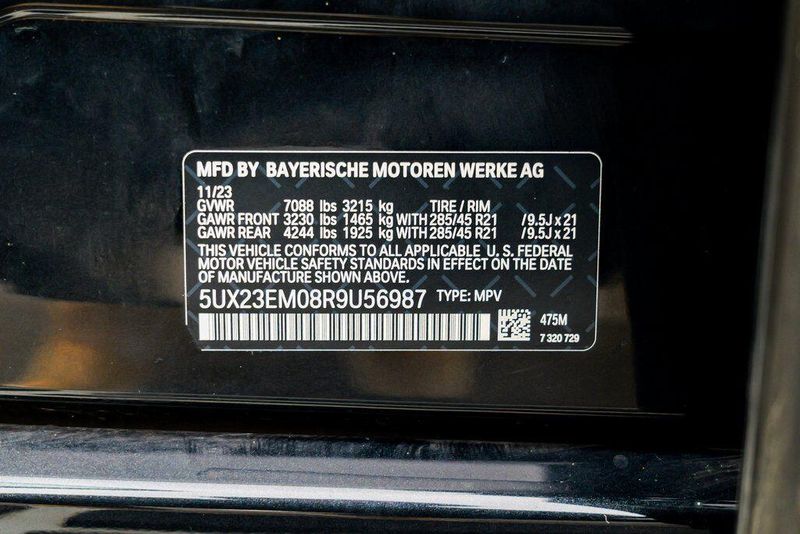 MFD BY BAYERISCHE MOTOREN WERKE AG
11/23
GVWR 7088 lbs 3215 kg TIRE / RIM
GAWR FRONT 3230 lbs 1465 kg WITH 285/45 R21 /9.5J x 21
GAWR REAR 4244 lbs 1925 kg WITH 285/45 R21 /9.5J x 21
THIS VEHICLE CONFORMS TO ALL APPLICABLE U. S. FEDERAL
MOTOR VEHICLE SAFETY STANDARDS IN EFFECT ON THE DATE
OF MANUFACTURE SHOWN ABOVE.
5UX23EM08R9U56987 TYPE: MPV
475M
7 320 729